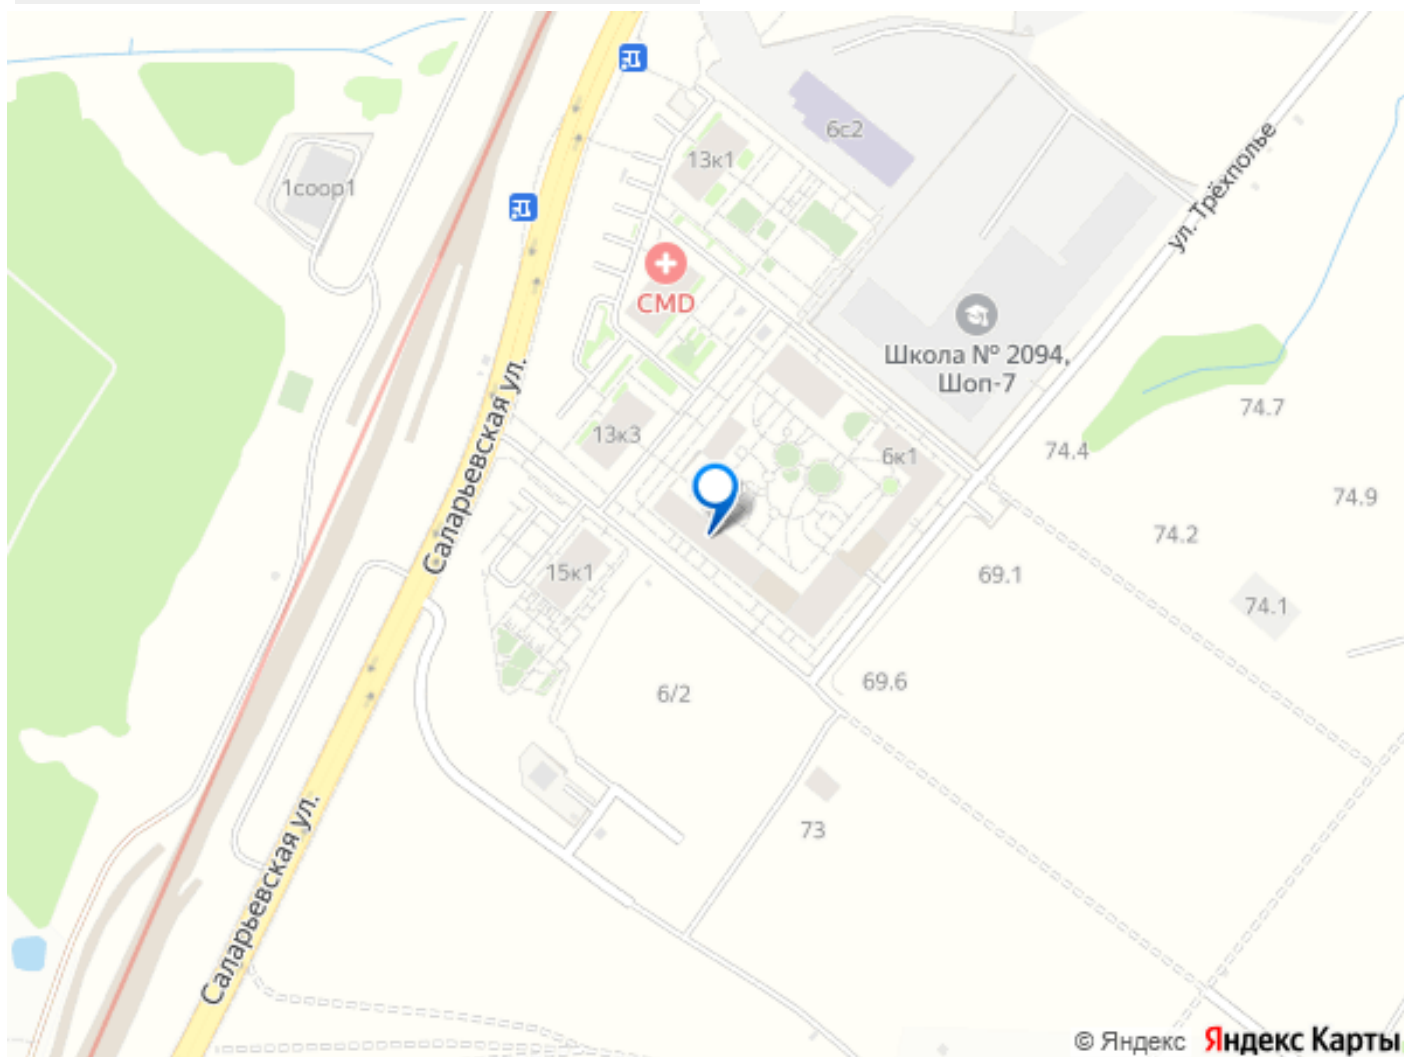 6с2
13к1
ул. Трёхполье
1соор1
CMD
Школа № 2094,
Шоп-7
Саларьевская ул.
74.7
13к3
6к1
74.4
74.9
74.2
15к1
69.1
74.1
69.6
6/2
73
Саларьевская ул.
© Яндекс Яндекс Карты